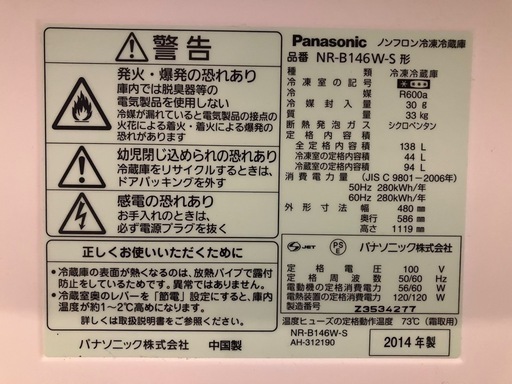 警告
発火・爆発の恐れあり
庫内では脱臭器等の
電気製品を使用しない
冷媒が漏れていると電気製品の接点の
火花による着火・着火で爆発の
恐れがあります
幼児閉じ込められの恐れあり
冷蔵庫をリサイクルするときは、
ドアパッキングを外す
感電の恐れあり
お手入れのときは、
必ず電源プラグを抜く
正しくお使いいただくために
•冷蔵庫の表面が熱くなるのは、放熱パイプで露付
防止をしているためです。異常ではありません。
•冷蔵室奥のレバーを「節電」設定にすると、庫内
温度が約1~2℃高めになります。
詳しくは、取扱説明書をご参照ください。
パナソニック株式会社 中国製
Panasonic ノンフロン冷凍冷蔵庫
品番 NR-B146W-S 形
種類 冷凍冷蔵庫
冷凍室の記号
冷媒 R600a
冷媒封入量 30 g
質量 33 kg
断熱発泡ガス シクロペンタン
定格内容積
全定格内容積 138 L
冷凍室の定格内容積 44 L
冷蔵室の定格内容積 94 L
消費電力量 (JIS C 9801-2006年)
50Hz 280kWh/年
60Hz 280kWh/年
外形寸法 幅 480 mm
奥行 586 mm
高さ 1119 mm
JET PS E パナソニック株式会社
定格電圧 100 V
定格周波数 50/60 Hz
電動機の定格消費電力 56/60 W
電熱装置の定格消費電力 120/120 W
製造番号 Z3534277
温度ヒューズの定格動作温度 73℃ (霜取用)
NR-B146W-S
AH-312190
2014 年製